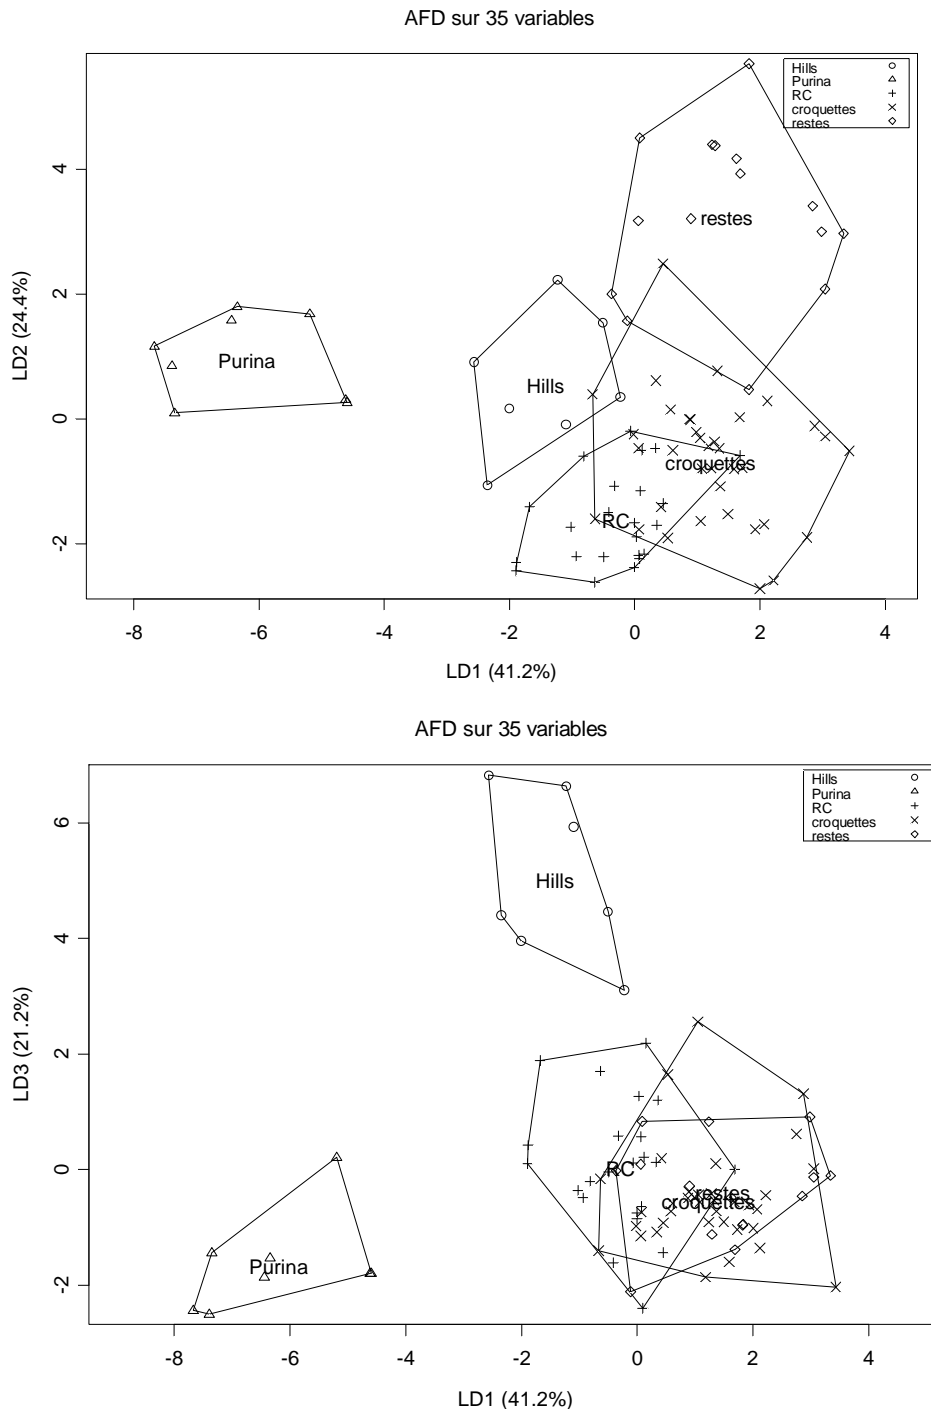 AFD sur 35 variables
Hills
Purina
RC
croquettes
restes
4
2
0
-2
LD2 (24.4%)
restes
Purina
Hills
croquettes
RC
-8 -6 -4 -2 0 2 4
LD1 (41.2%)
AFD sur 35 variables
Hills
Purina
RC
croquettes
restes
6
4
2
0
-2
LD3 (21.2%)
Hills
RC
restes
croquettes
Purina
-8 -6 -4 -2 0 2 4
LD1 (41.2%)